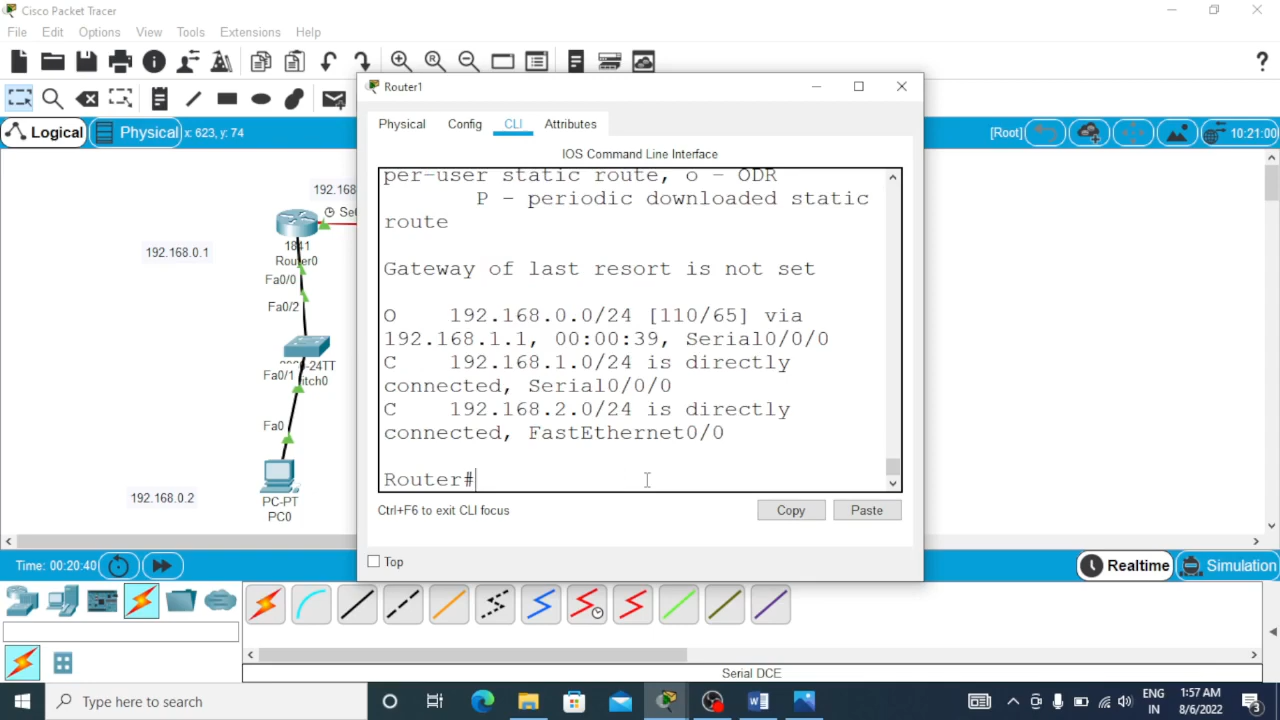 Cisco Packet Tracer
File Edit Options View Tools Extensions Help
Router1
Physical Config CLI Attributes
Logical Physical x: 623, y: 74
[Root] 10:21:00
IOS Command Line Interface
per-user static route, o - ODR
P - periodic downloaded static
route
Gateway of last resort is not set
O 192.168.0.0/24 [110/65] via
192.168.1.1, 00:00:39, Serial0/0/0
C 192.168.1.0/24 is directly
connected, Serial0/0/0
C 192.168.2.0/24 is directly
connected, FastEthernet0/0
Router#
Ctrl+F6 to exit CLI focus
Copy Paste
Top
192.168
Se
1841
Router0
192.168.0.1
Fa0/0
Fa0/2
-24TT
Fa0/1 itch0
Fa0
192.168.0.2
PC-PT
PC0
Time: 00:20:40
Realtime Simulation
Serial DCE
Type here to search
ENG
IN
1:57 AM
8/6/2022
3